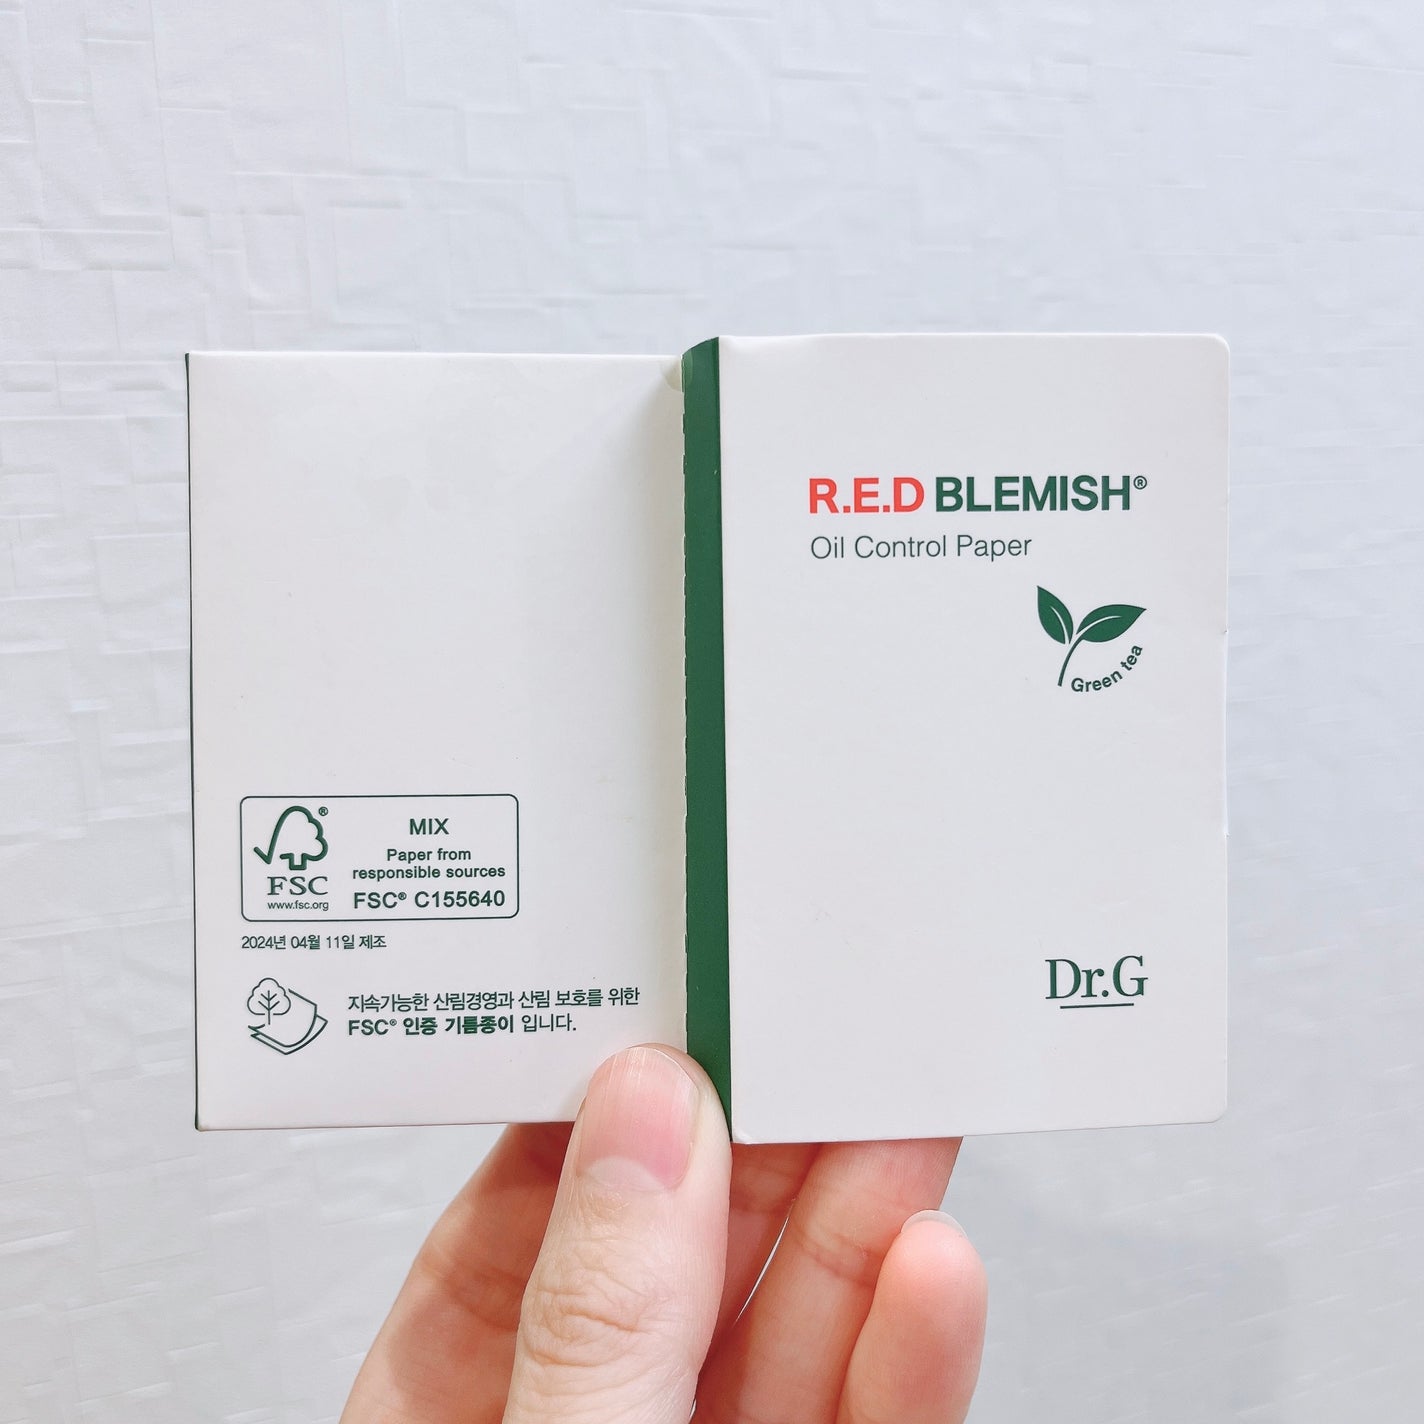 FSC®
www.fsc.org
MIX
Paper from
responsible sources
FSC® C155640
2024년 04월 11일 제조
지속가능한 산림경영과 산림 보호를 위한
FSC® 인증 기름종이 입니다.
R.E.D BLEMISH®
Oil Control Paper
Green tea
Dr.G